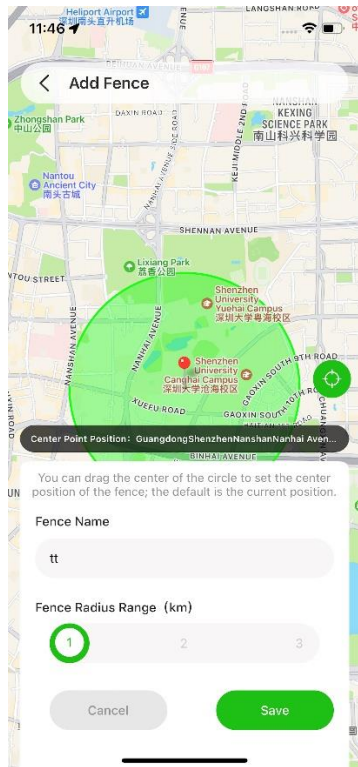 Heliport Airport
深圳南头直升机场
LANGSHAN ROAD
11:46
Add Fence
DAXIN ROAD
KEXING
SCIENCE PARK
南山科兴科学园
Zhongshan Park
中山公园
KEJI MIDDLE 2ND ROAD
NANHAI AVENUE SIDE ROAD
Nantou
Ancient City
南头古城
SHENNAN AVENUE
Lixiang Park
荔香公园
TOU STREET
Shenzhen
University
Yuehai Campus
深圳大学粤海校区
NANSHAN AVENUE
NANHAI AVENUE
SOUTH 9TH ROAD
Shenzhen
University
Canghai Campus
深圳大学沧海校区
XUEFU ROAD
GAOXIN SOUTH
10TH
Center Point Position: GuangdongShenzhenNanshanNanhai Aven...
BINHAI AVENUE
You can drag the center of the circle to set the center
position of the fence; the default is the current position.
Fence Name
tt
Fence Radius Range (km)
1
2
3
Cancel
Save